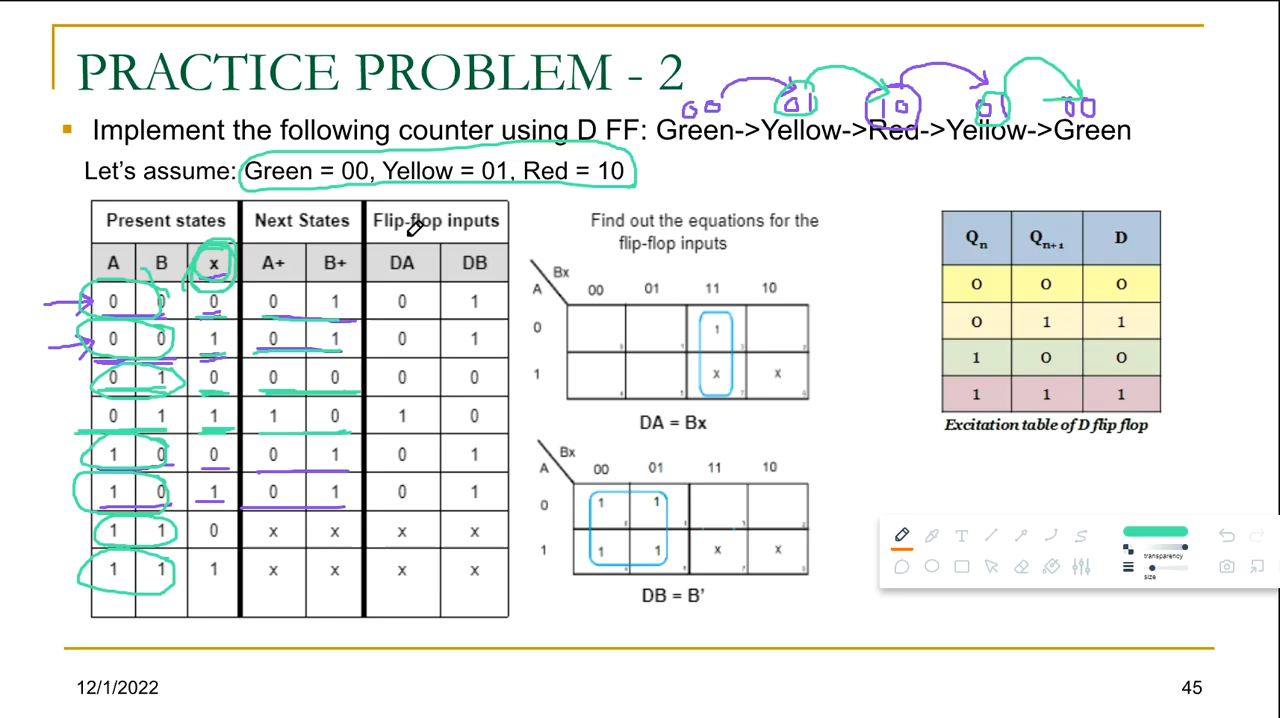 PRACTICE PROBLEM - 2
00 01 10 01 00
Implement the following counter using D FF: Green->Yellow->Red->Yellow->Green
Let's assume: Green = 00, Yellow = 01, Red = 10
Present states Next States Flip-flop inputs
A B x A+ B+ DA DB
0 0 0 0 1 0 1
0 0 1 0 1 0 1
0 1 0 0 0 0 0
0 1 1 1 0 1 0
1 0 0 0 1 0 1
1 0 1 0 1 0 1
1 1 0 x x x x
1 1 1 x x x x
Find out the equations for the
flip-flop inputs
Bx
A 00 01 11 10
0 1
1 x x
DA = Bx
Bx
A 00 01 11 10
0 1 1
1 1 1 x x
DB = B'
Qn Qn+1 D
0 0 0
0 1 1
1 0 0
1 1 1
Excitation table of D flip flop
T S
transparency
size
12/1/2022
45